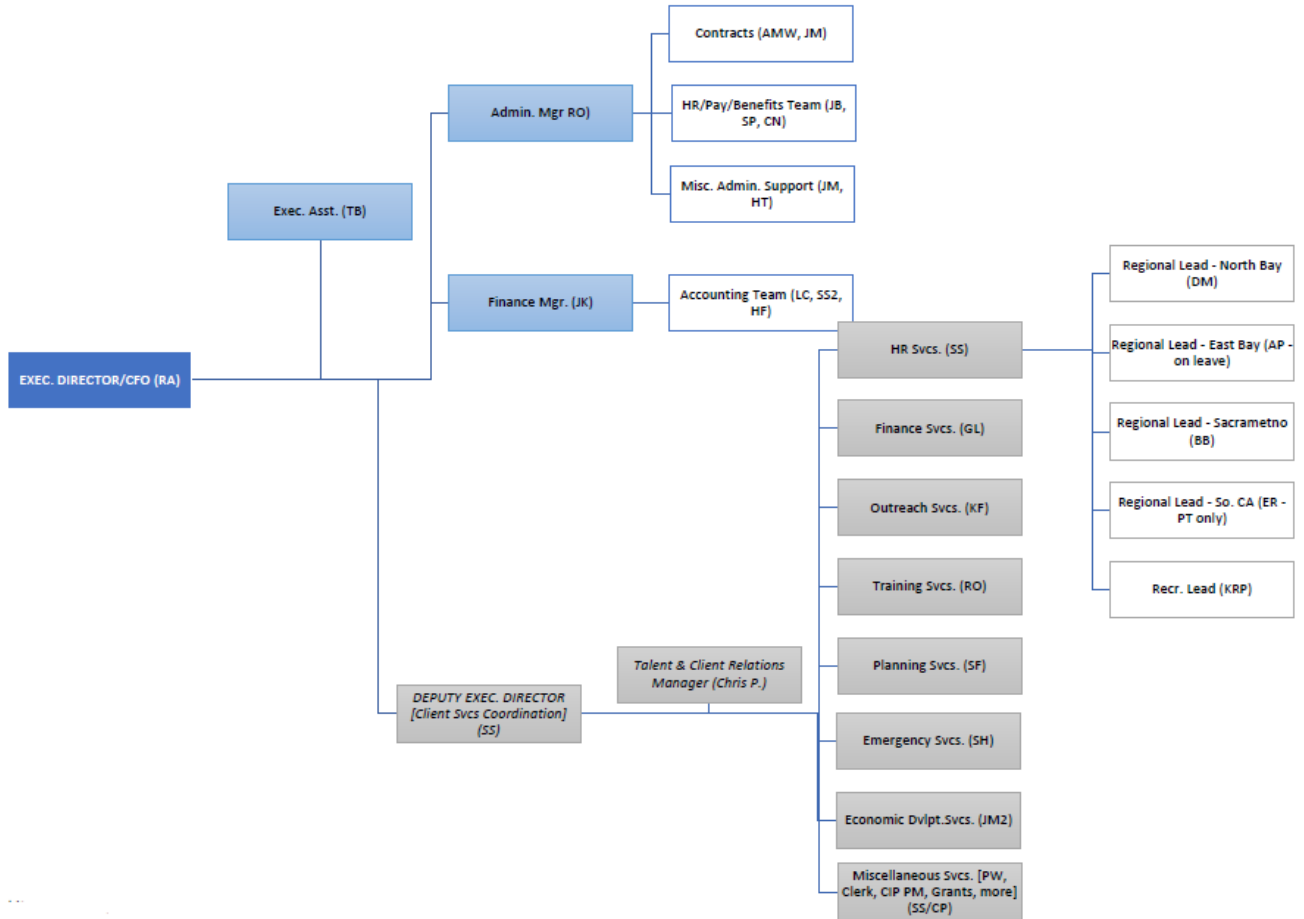 Contracts (AMW, JM)
Admin. Mgr RO)
HR/Pay/Benefits Team (JB,
SP, CN)
Misc. Admin. Support (JM,
HT)
Exec. Asst. (TB)
Finance Mgr. (JK)
Accounting Team (LC, SS2,
HF)
EXEC. DIRECTOR/CFO (RA)
HR Svcs. (SS)
Finance Svcs. (GL)
Outreach Svcs. (KF)
Training Svcs. (RO)
Planning Svcs. (SF)
Emergency Svcs. (SH)
Economic Dvlpt.Svcs. (JM2)
Miscellaneous Svcs. [PW,
Clerk, CIP PM, Grants, more]
(SS/CP)
Regional Lead - North Bay
(DM)
Regional Lead - East Bay (AP -
on leave)
Regional Lead - Sacrametno
(BB)
Regional Lead - So. CA (ER -
PT only)
Recr. Lead (KRP)
Talent & Client Relations
Manager (Chris P.)
DEPUTY EXEC. DIRECTOR
[Client Svcs Coordination]
(SS)